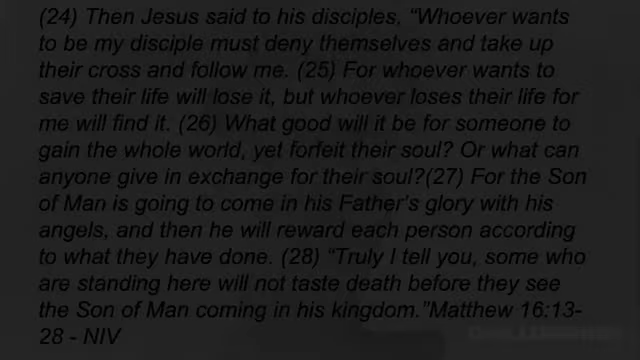 (24) Then Jesus said to his disciples, “Whoever wants
to be my disciple must deny themselves and take up
their cross and follow me. (25) For whoever wants to
save their life will lose it, but whoever loses their life for
me will find it. (26) What good will it be for someone to
gain the whole world, yet forfeit their soul? Or what can
anyone give in exchange for their soul?(27) For the Son
of Man is going to come in his Father’s glory with his
angels, and then he will reward each person according
to what they have done. (28) “Truly I tell you, some who
are standing here will not taste death before they see
the Son of Man coming in his kingdom.”Matthew 16:13-
28 - NIV